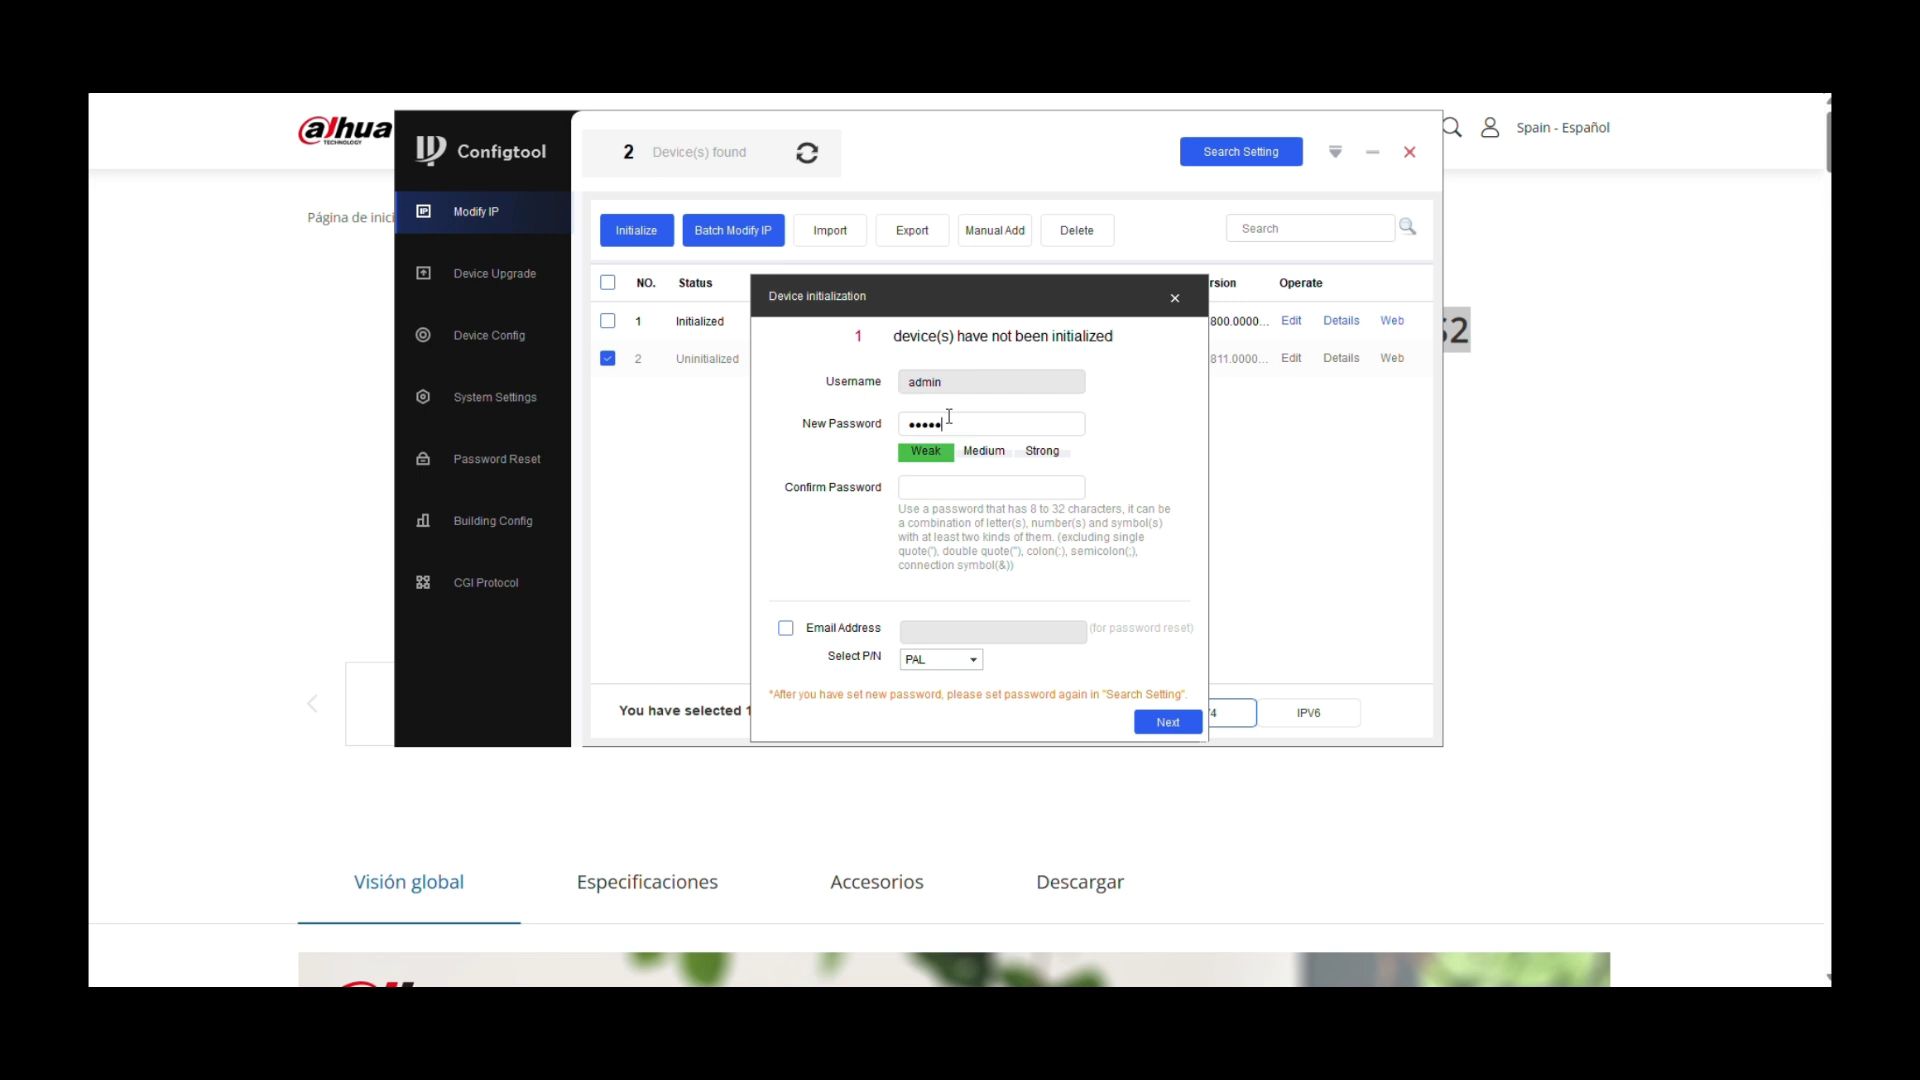 alhua
TECHNOLOGY
Configtool
2 Device(s) found
Search Setting
Spain - Español
Página de inici
Modify IP
Device Upgrade
Device Config
System Settings
Password Reset
Building Config
CGI Protocol
Initialize
Batch Modify IP
Import
Export
Manual Add
Delete
Search
NO. Status
rsion Operate
1 Initialized
800.0000... Edit Details Web
2 Uninitialized
811.0000... Edit Details Web
52
Device initialization
1 device(s) have not been initialized
Username admin
New Password •••••
Weak Medium Strong
Confirm Password
Use a password that has 8 to 32 characters, it can be
a combination of letter(s), number(s) and symbol(s)
with at least two kinds of them. (excluding single
quote('), double quote("), colon(:), semicolon(;),
connection symbol(&))
Email Address (for password reset)
Select P/N PAL
*After you have set new password, please set password again in "Search Setting".
Next
You have selected 1
4 IPV6
Visión global
Especificaciones
Accesorios
Descargar